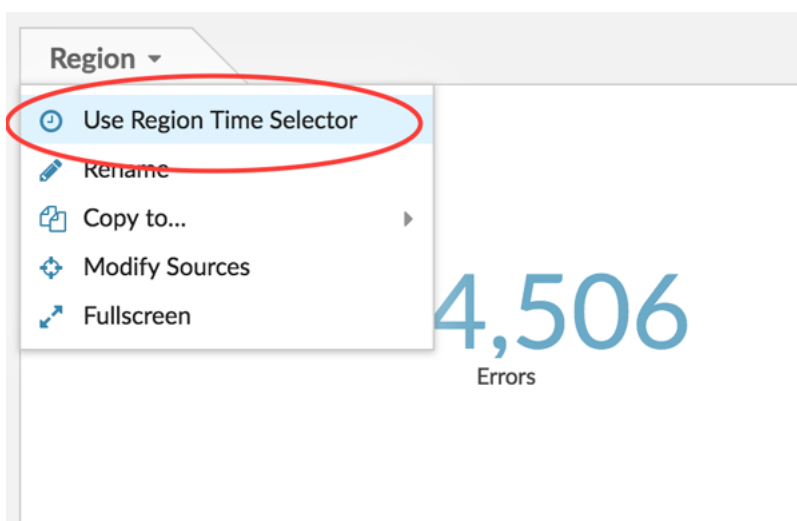 Region
Use Region Time Selector
Rename
Copy to...
Modify Sources
Fullscreen
4,506
Errors